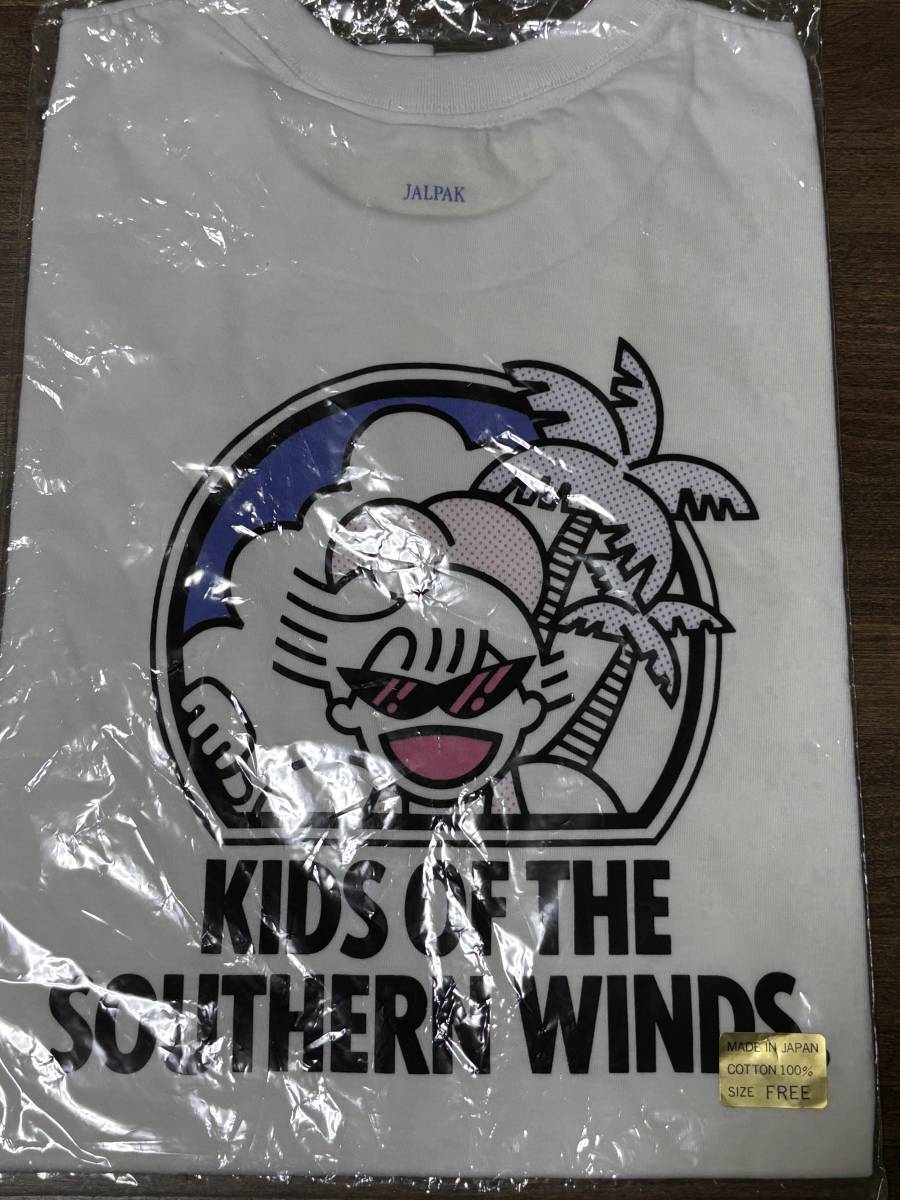 JALPAK
KIDS OF THE
SOUTHERN WINDS.
MADE IN JAPAN
COTTON 100%
SIZE FREE